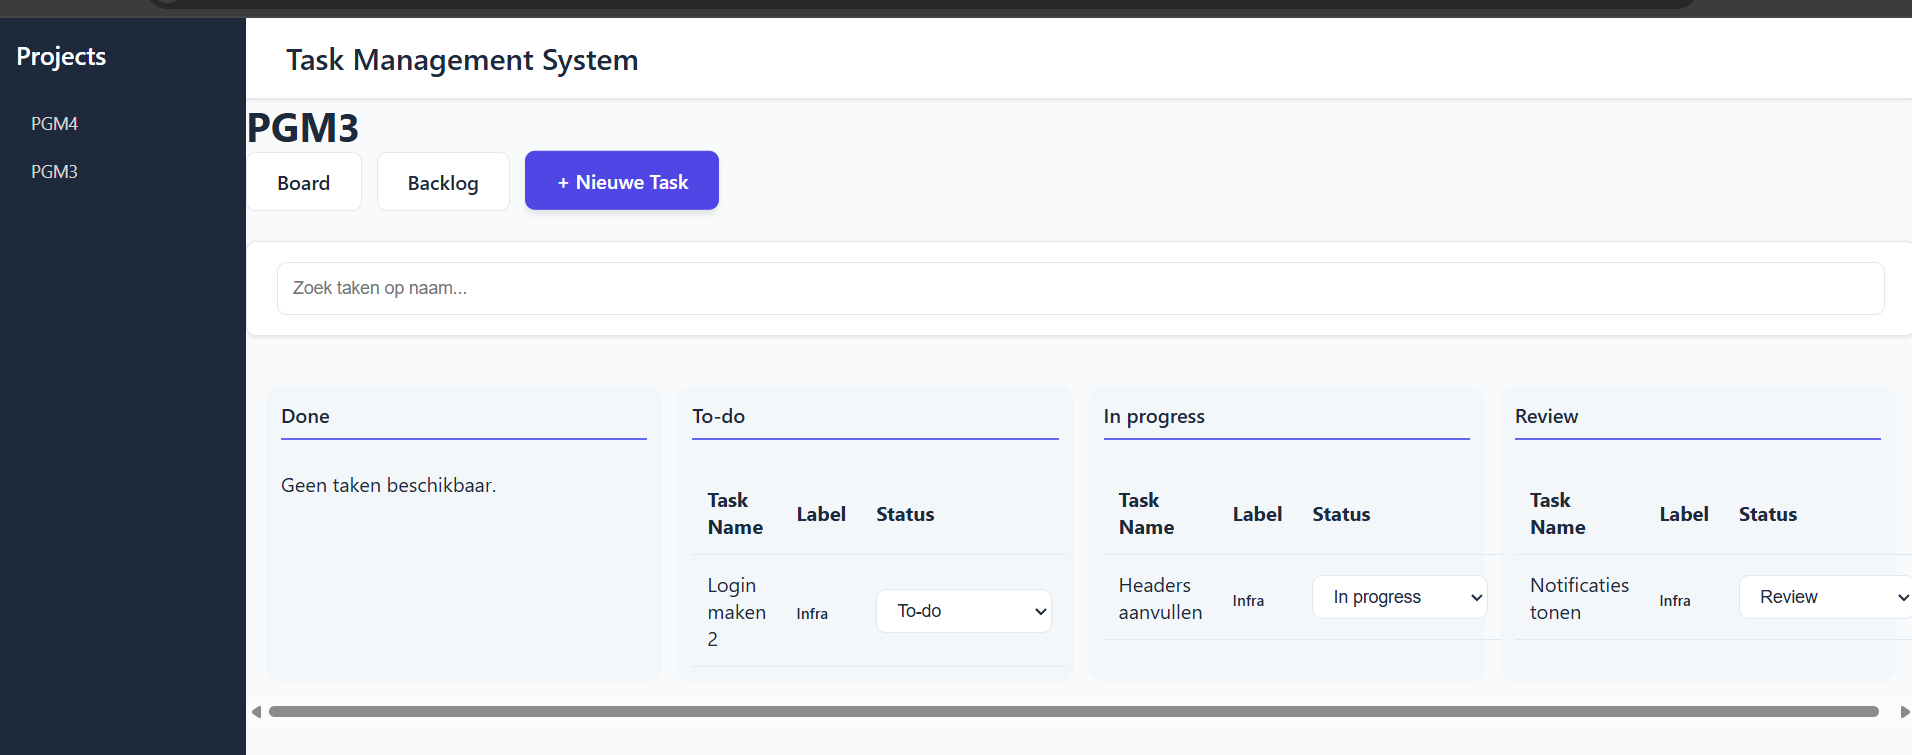 Projects
PGM4
PGM3
Task Management System
PGM3
Board
Backlog
+ Nieuwe Task
Zoek taken op naam...
Done
Geen taken beschikbaar.
To-do
Task
Name
Label
Status
Login
maken
2
Infra
To-do
In progress
Task
Name
Label
Status
Headers
aanvullen
Infra
In progress
Review
Task
Name
Label
Status
Notificaties
tonen
Infra
Review